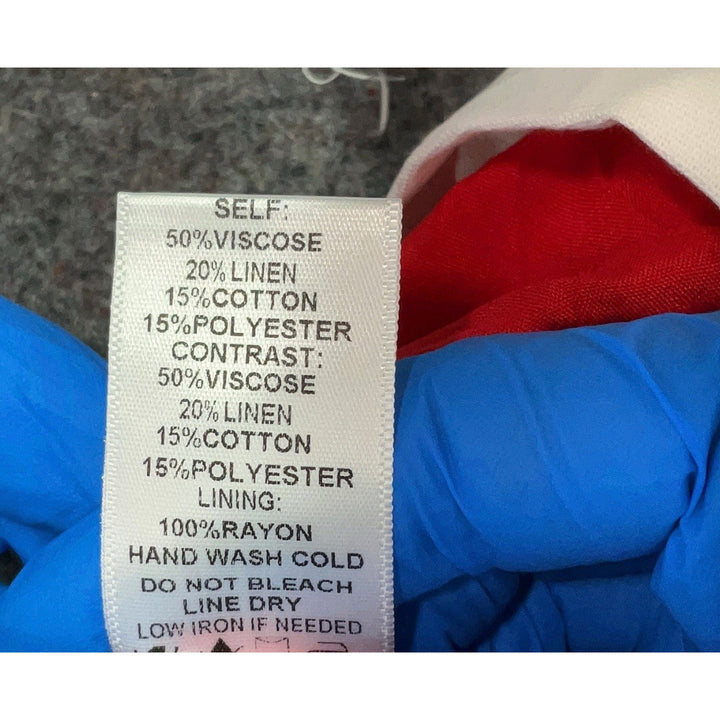 SELF:
50%VISCOSE
20%LINEN
15%COTTON
15%POLYESTER
CONTRAST:
50%VISCOSE
20%LINEN
15%COTTON
15%POLYESTER
LINING:
100%RAYON
HAND WASH COLD
DO NOT BLEACH
LINE DRY
LOW IRON IF NEEDED